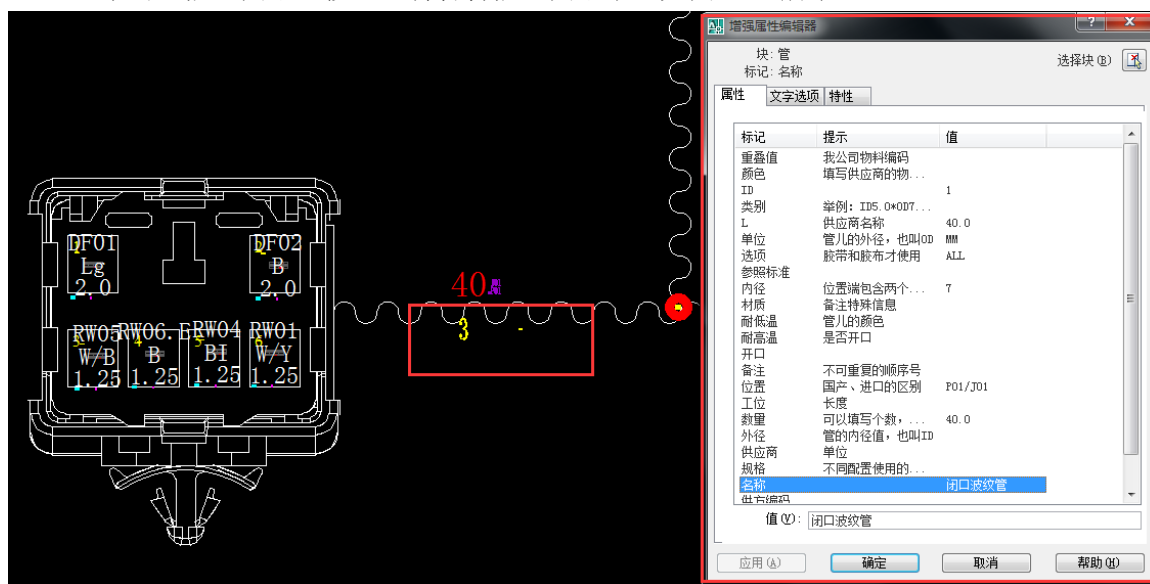 增强属性编辑器
块: 管
标记: 名称
选择块(B)
属性 文字选项 特性
标记 提示 值
重叠值 我公司物料编码
颜色 填写供应商的物...
ID 1
类别 举例: ID5.0*OD7...
L 供应商名称 40.0
单位 管儿的外径，也叫OD MM
选项 胶带和胶布才使用 ALL
参照标准
内径 位置端包含两个... 7
材质 备注特殊信息
耐低温 管儿的颜色
耐高温 是否开口
开口
备注 不可重复的顺序号
位置 国产、进口的区别 P01/J01
工位 长度
数量 可以填写个数，... 40.0
外径 管的内径值，也叫ID
供应商 单位
规格 不同配置使用的...
名称 闭口波纹管
供方编码
值(V): 闭口波纹管
应用(A) 确定 取消 帮助(H)
DF01 DF02
1 2
Lg B
2.0 2.0
40
3 -
RW05 RW06. RW04 RW01
3 4 5 6
W/B B BI W/Y
1.25 1.25 1.25 1.25